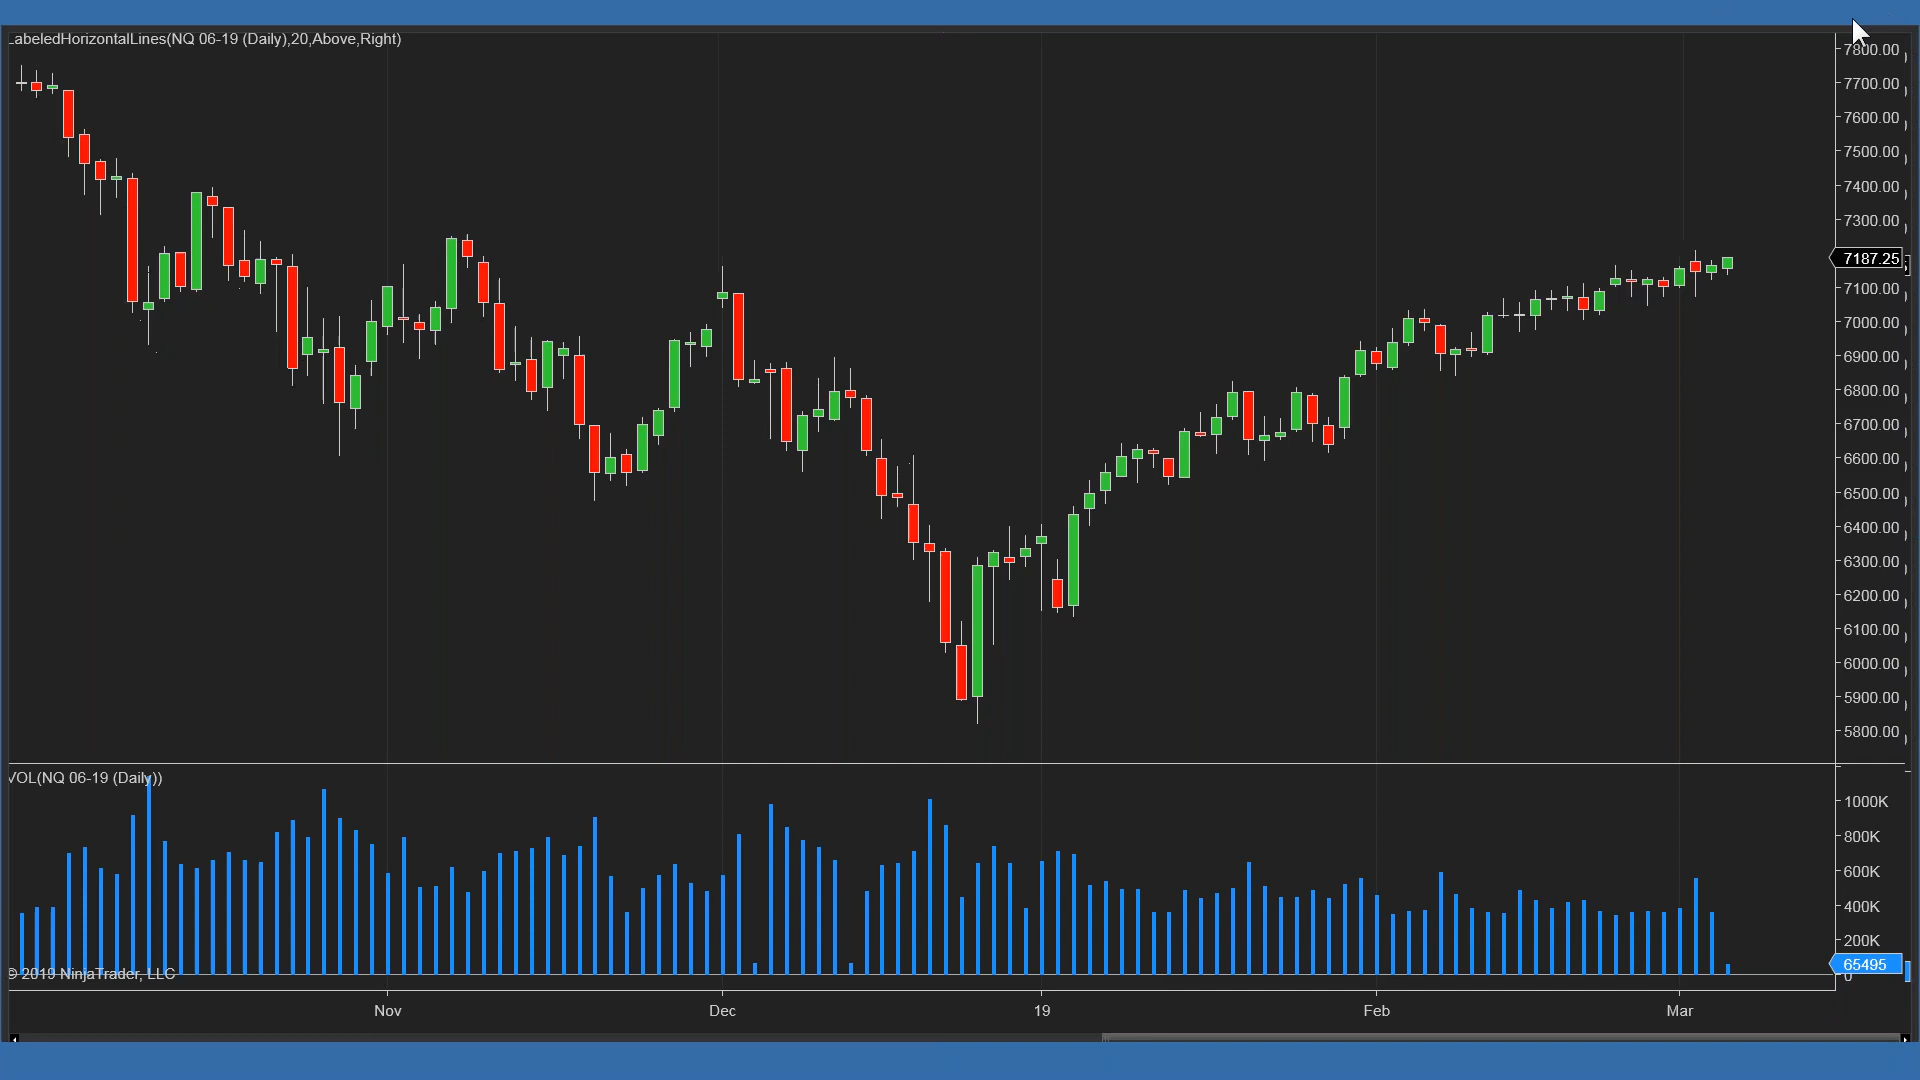 LabeledHorizontalLines(NQ 06-19 (Daily),20,Above,Right)
7800.00
7700.00
7600.00
7500.00
7400.00
7300.00
7187.25
7100.00
7000.00
6900.00
6800.00
6700.00
6600.00
6500.00
6400.00
6300.00
6200.00
6100.00
6000.00
5900.00
5800.00
VOL(NQ 06-19 (Daily))
1000K
800K
600K
400K
200K
65495
0
© 2019 NinjaTrader, LLC
Nov Dec 19 Feb Mar